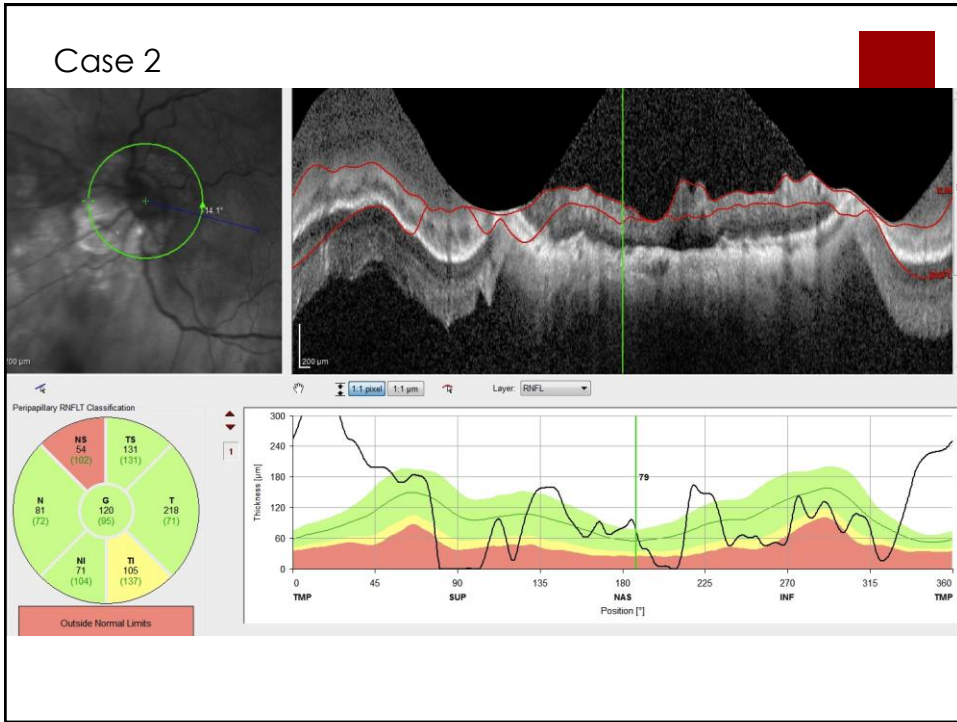 Case 2
14.1°
200 µm
200 µm
ILM
RNFL
1:1 pixel 1:1 µm Layer: RNFL
Peripapillary RNFLT Classification
NS
54
(102)
TS
131
(131)
N
81
(72)
G
120
(95)
T
218
(71)
NI
71
(104)
TI
105
(137)
Outside Normal Limits
1
Thickness [µm]
300
240
180
120
60
0
79
0 45 90 135 180 225 270 315 360
TMP SUP NAS INF TMP
Position [°]